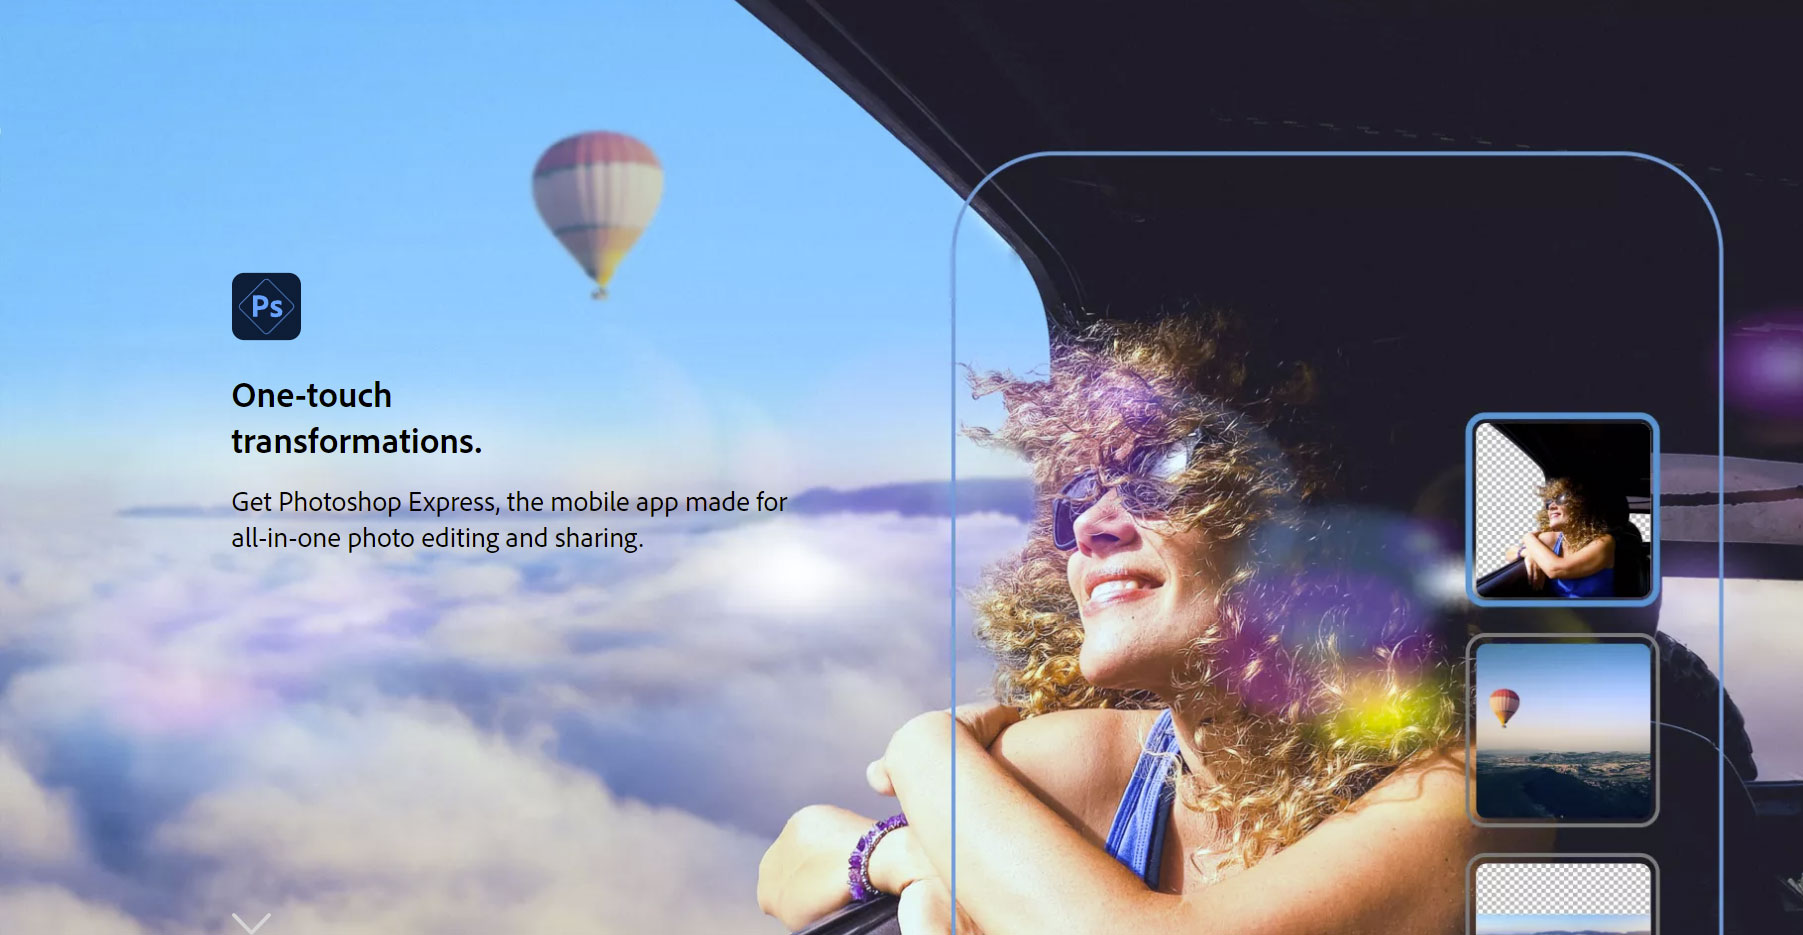 Ps
One-touch
transformations.
Get Photoshop Express, the mobile app made for
all-in-one photo editing and sharing.